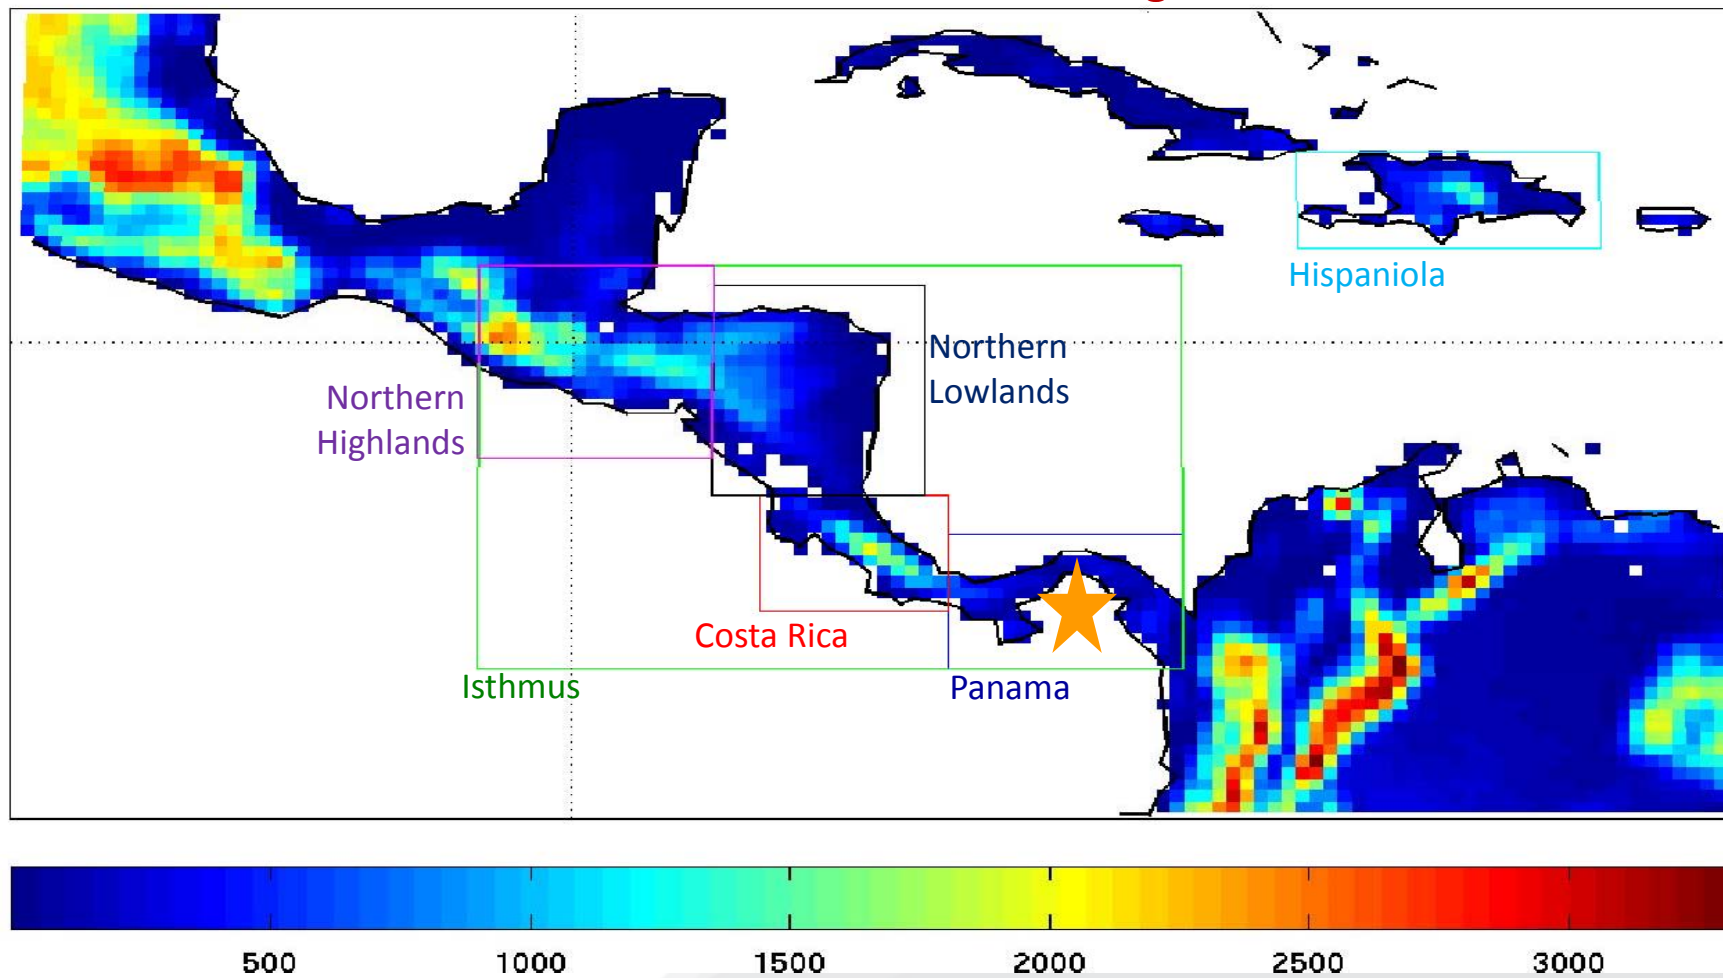 Hispaniola
Northern
Lowlands
Northern
Highlands
Costa Rica
Isthmus
Panama
500 1000 1500 2000 2500 3000